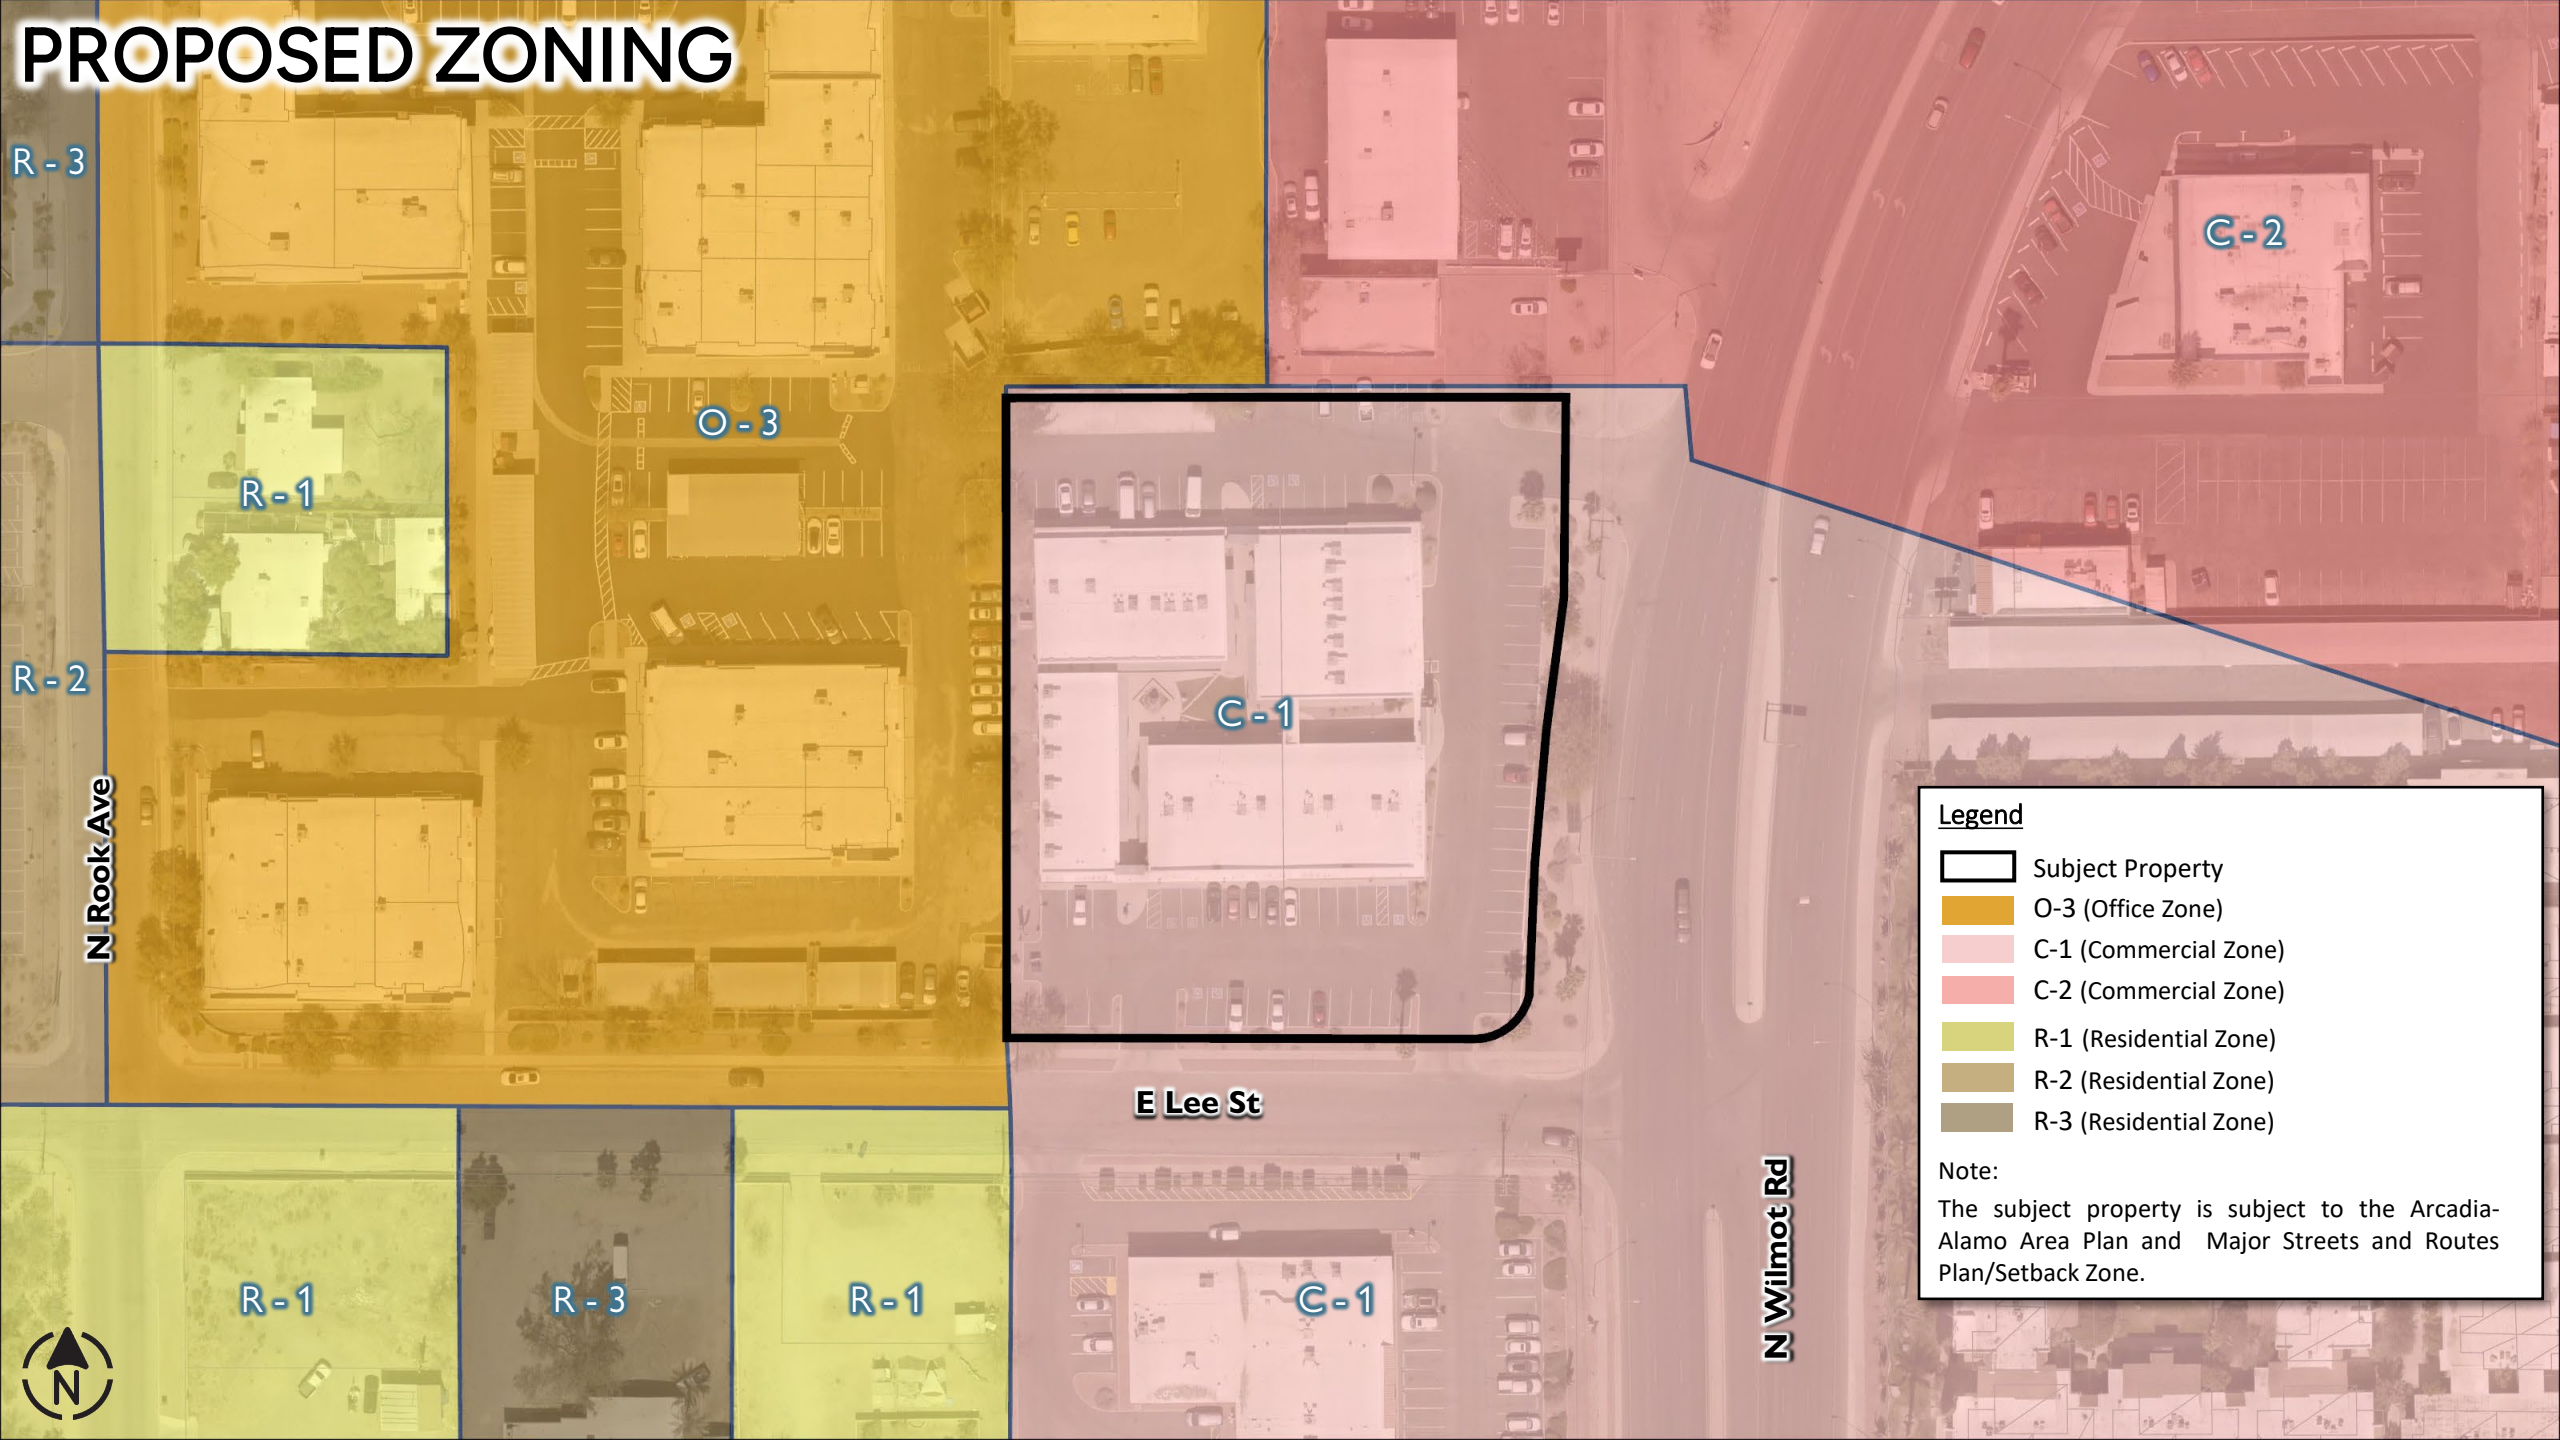 PROPOSED ZONING
R - 3
C - 2
O - 3
R - 1
R - 2
C - 1
N Rook Ave
E Lee St
N Wilmot Rd
R - 1
R - 3
R - 1
C - 1
N
Legend
Subject Property
O-3 (Office Zone)
C-1 (Commercial Zone)
C-2 (Commercial Zone)
R-1 (Residential Zone)
R-2 (Residential Zone)
R-3 (Residential Zone)
Note:
The subject property is subject to the Arcadia-
Alamo Area Plan and Major Streets and Routes
Plan/Setback Zone.